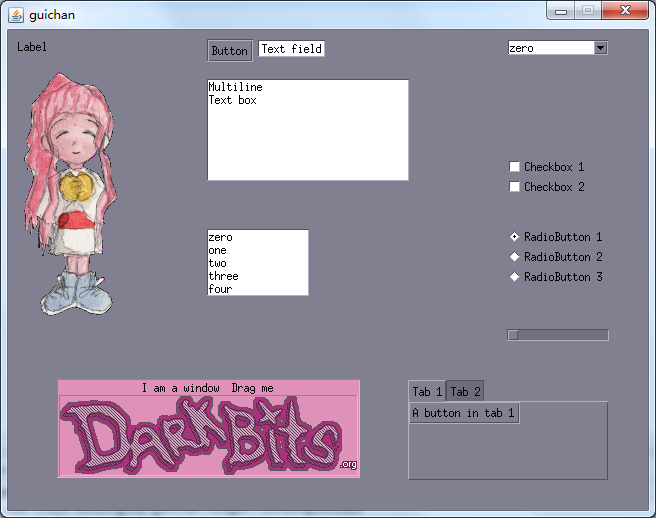 guichan
Label
Button
Text field
zero
Multiline
Text box
Checkbox 1
Checkbox 2
zero
one
two
three
four
RadioButton 1
RadioButton 2
RadioButton 3
I am a window  Drag me
DARKBitS
.org
Tab 1
Tab 2
A button in tab 1